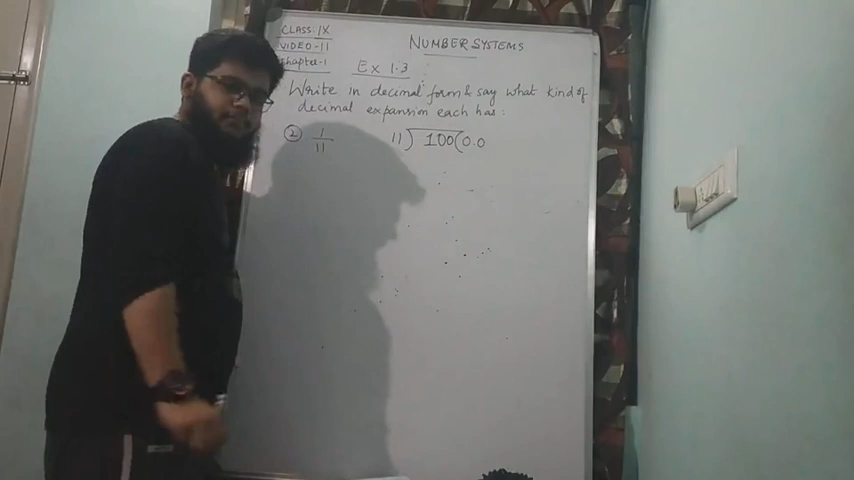 CLASS: IX
VIDEO-11
Chapter-1
NUMBER SYSTEMS
Ex 1.3
Write in decimal form & say what kind of
decimal expansion each has:
② 1/11
11) 100 (0.0